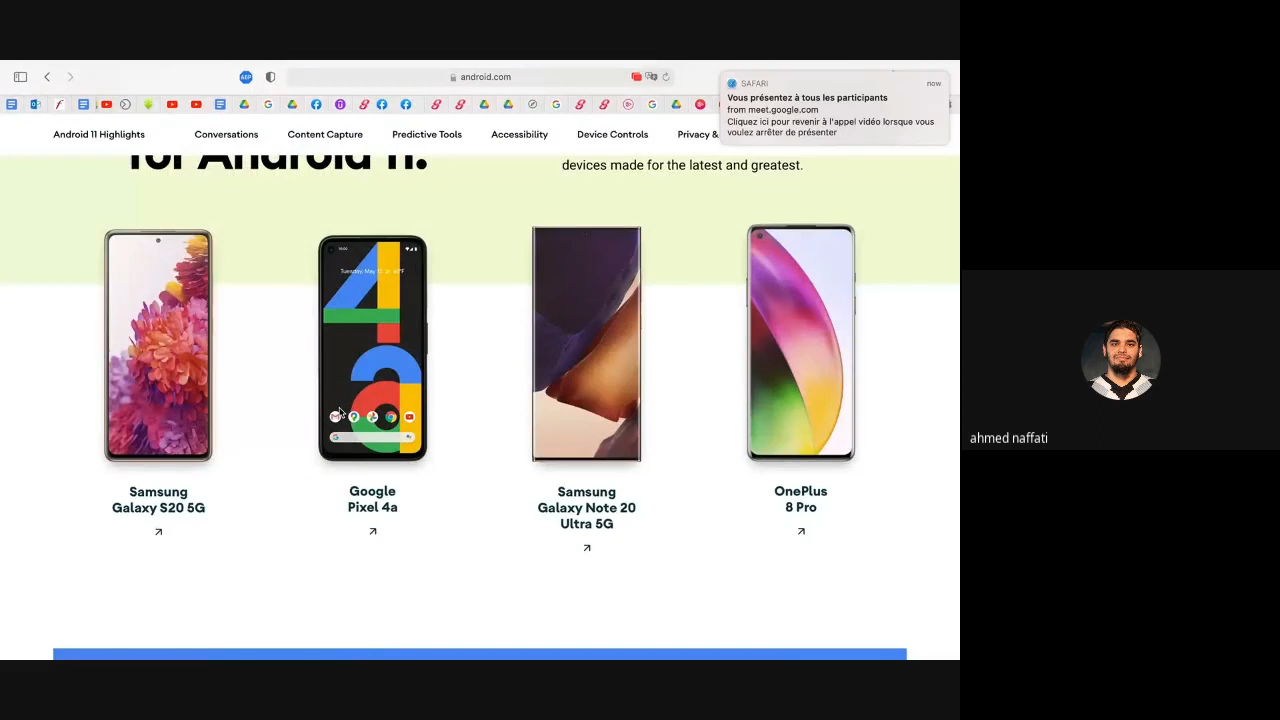 android.com
SAFARI
now
Vous présentez à tous les participants
from meet.google.com
Cliquez ici pour revenir à l'appel vidéo lorsque vous
voulez arrêter de présenter
Android 11 Highlights
Conversations
Content Capture
Predictive Tools
Accessibility
Device Controls
Privacy &
for Android 11.
devices made for the latest and greatest.
Samsung
Galaxy S20 5G
Google
Pixel 4a
Samsung
Galaxy Note 20
Ultra 5G
OnePlus
8 Pro
ahmed naffati